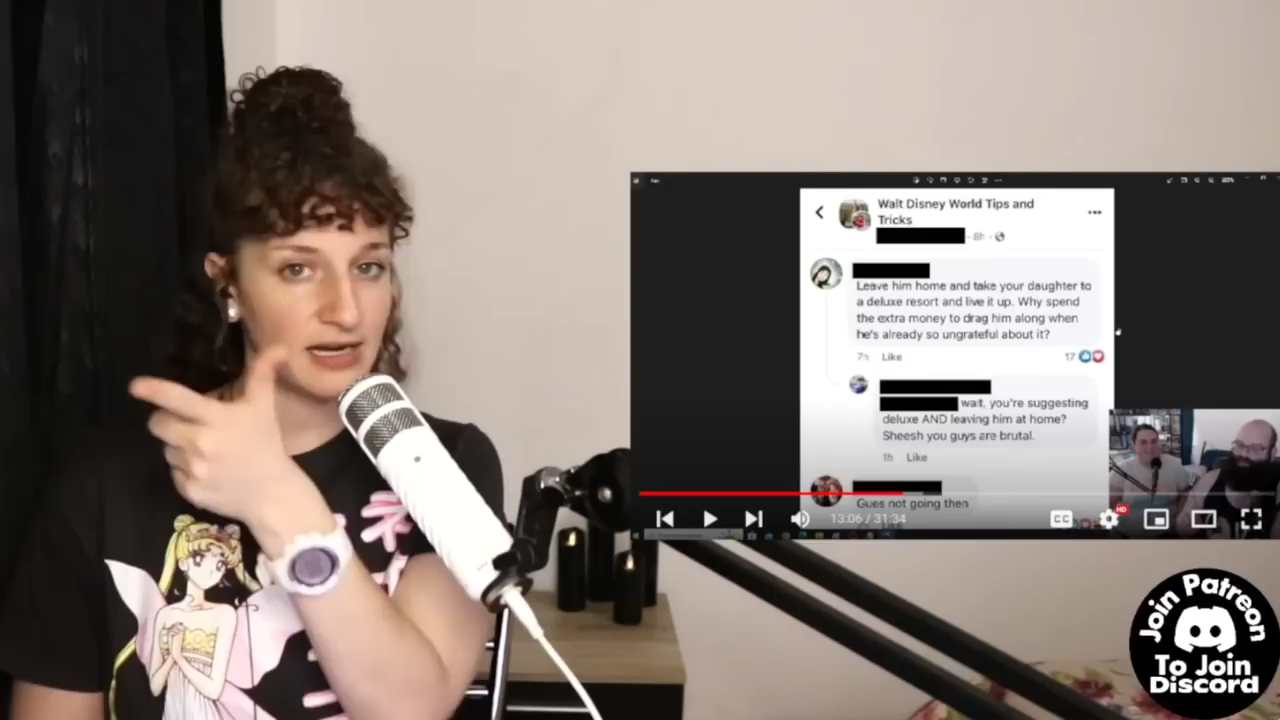 Walt Disney World Tips and
Tricks
8h
Leave him home and take your daughter to
a deluxe resort and live it up. Why spend
the extra money to drag him along when
he's already so ungrateful about it?
7h Like 17
wait, you're suggesting
deluxe AND leaving him at home?
Sheesh you guys are brutal.
1h Like
Gues not going then
13:06 / 31:34
CC
HD
Join Patreon
To Join
Discord